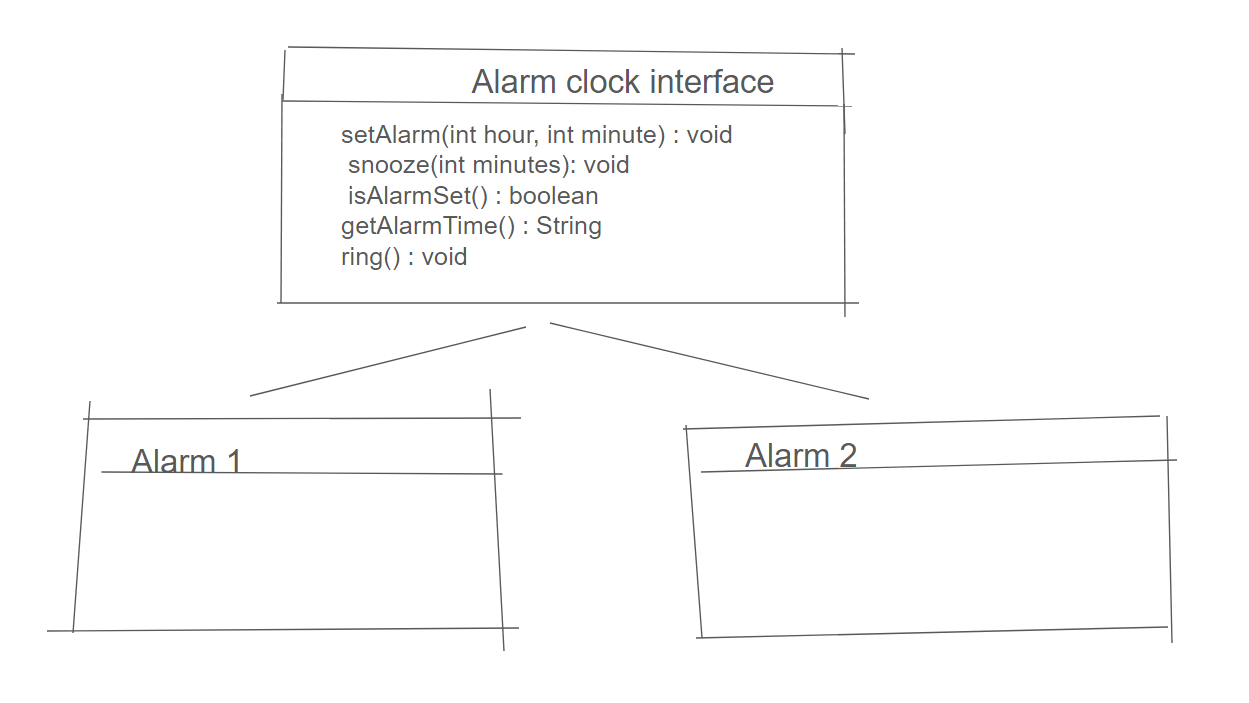 Alarm clock interface
setAlarm(int hour, int minute) : void
snooze(int minutes): void
isAlarmSet() : boolean
getAlarmTime() : String
ring() : void
Alarm 1
Alarm 2